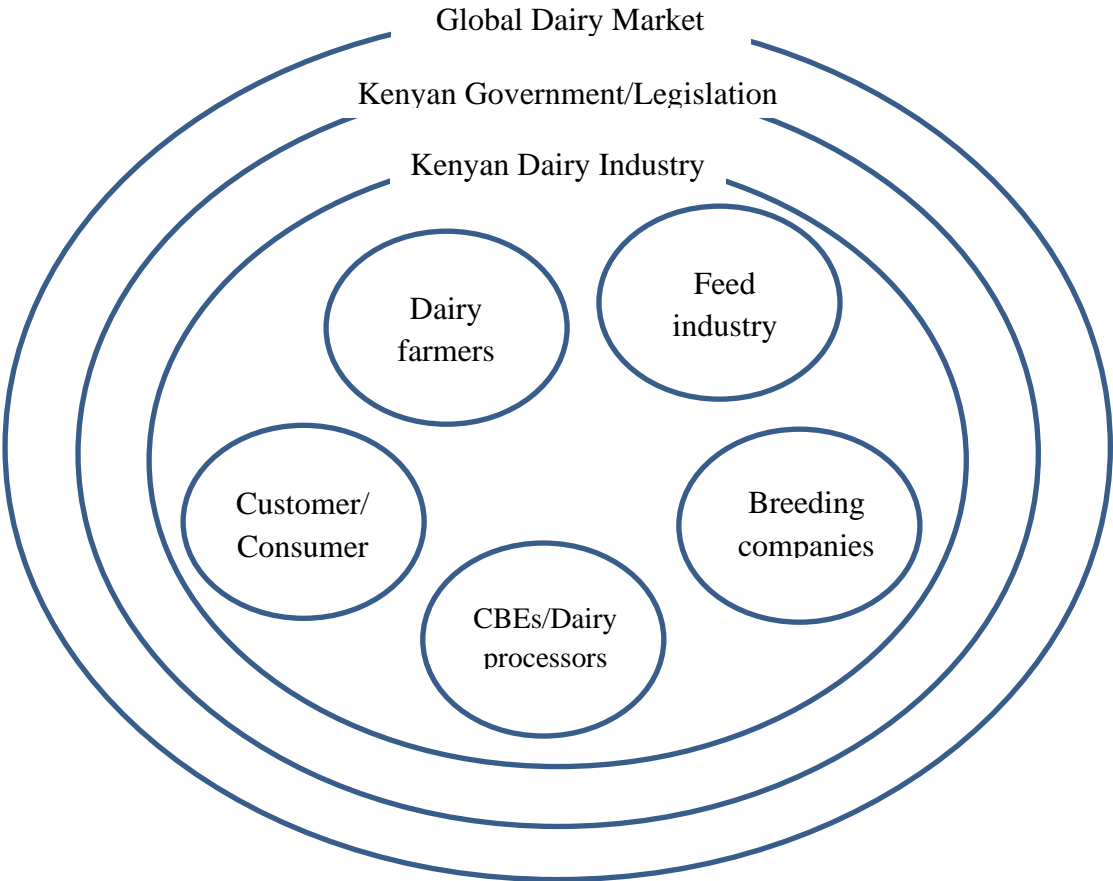 Global Dairy Market
Kenyan Government/Legislation
Kenyan Dairy Industry
Dairy
farmers
Feed
industry
Customer/
Consumer
Breeding
companies
CBEs/Dairy
processors